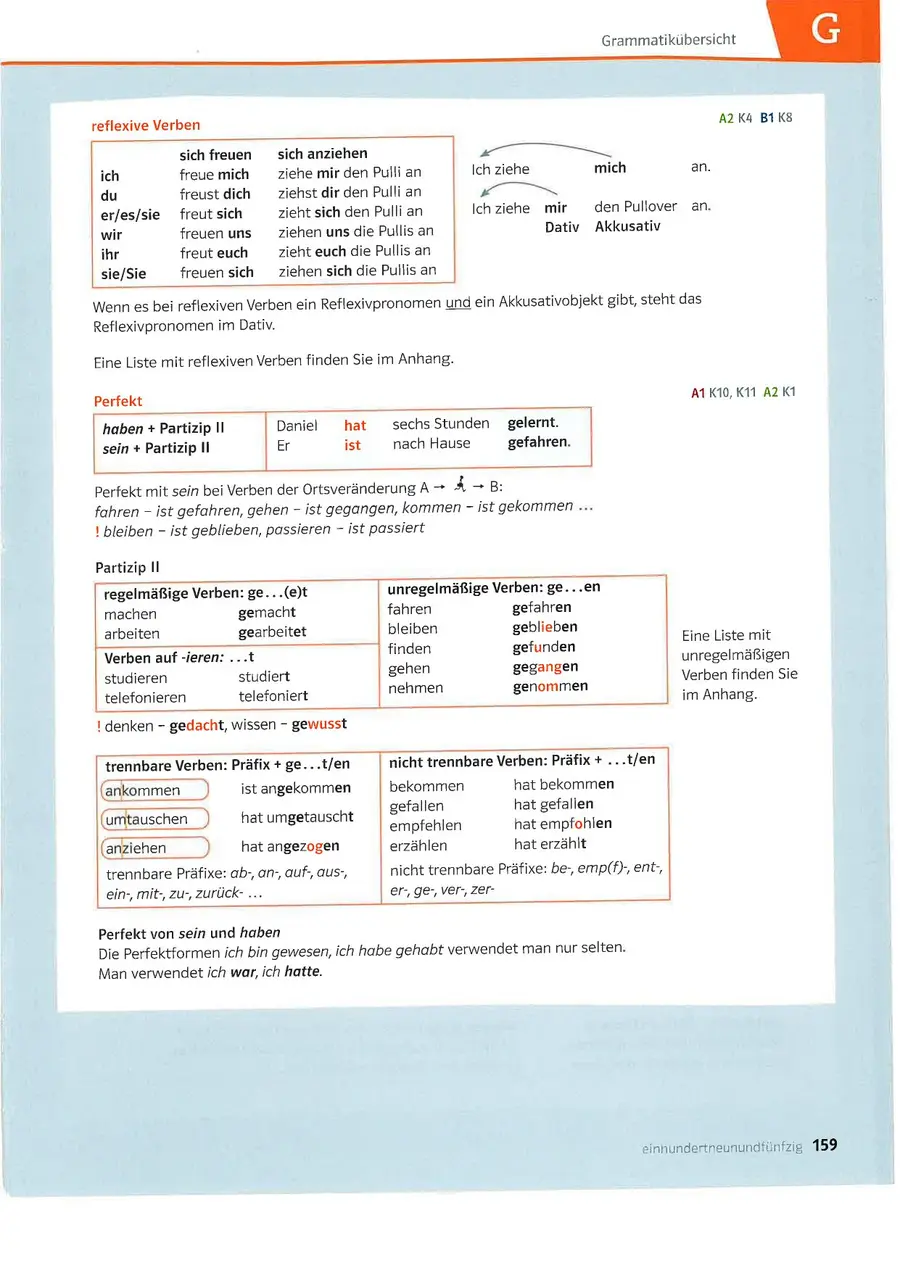 Grammatikübersicht
G
reflexive Verben
A2 K4 B1 K8
sich freuen sich anziehen
ich freue mich ziehe mir den Pulli an
du freust dich ziehst dir den Pulli an
er/es/sie freut sich zieht sich den Pulli an
wir freuen uns ziehen uns die Pullis an
ihr freut euch zieht euch die Pullis an
sie/Sie freuen sich ziehen sich die Pullis an
Ich ziehe mich an.
Ich ziehe mir den Pullover an.
Dativ Akkusativ
Wenn es bei reflexiven Verben ein Reflexivpronomen und ein Akkusativobjekt gibt, steht das
Reflexivpronomen im Dativ.
Eine Liste mit reflexiven Verben finden Sie im Anhang.
Perfekt
A1 K10, K11 A2 K1
haben + Partizip II Daniel hat sechs Stunden gelernt.
sein + Partizip II Er ist nach Hause gefahren.
Perfekt mit sein bei Verben der Ortsveränderung A → → B:
fahren – ist gefahren, gehen – ist gegangen, kommen – ist gekommen ...
! bleiben – ist geblieben, passieren – ist passiert
Partizip II
regelmäßige Verben: ge...(e)t
machen gemacht
arbeiten gearbeitet
Verben auf -ieren: ...t
studieren studiert
telefonieren telefoniert
unregelmäßige Verben: ge...en
fahren gefahren
bleiben geblieben
finden gefunden
gehen gegangen
nehmen genommen
Eine Liste mit
unregelmäßigen
Verben finden Sie
im Anhang.
! denken – gedacht, wissen – gewusst
trennbare Verben: Präfix + ge...t/en
ankommen ist angekommen
umtauschen hat umgetauscht
anziehen hat angezogen
trennbare Präfixe: ab-, an-, auf-, aus-,
ein-, mit-, zu-, zurück- ...
nicht trennbare Verben: Präfix + ...t/en
bekommen hat bekommen
gefallen hat gefallen
empfehlen hat empfohlen
erzählen hat erzählt
nicht trennbare Präfixe: be-, emp(f)-, ent-,
er-, ge-, ver-, zer-
Perfekt von sein und haben
Die Perfektformen ich bin gewesen, ich habe gehabt verwendet man nur selten.
Man verwendet ich war, ich hatte.
einhundertneunundfünfzig 159